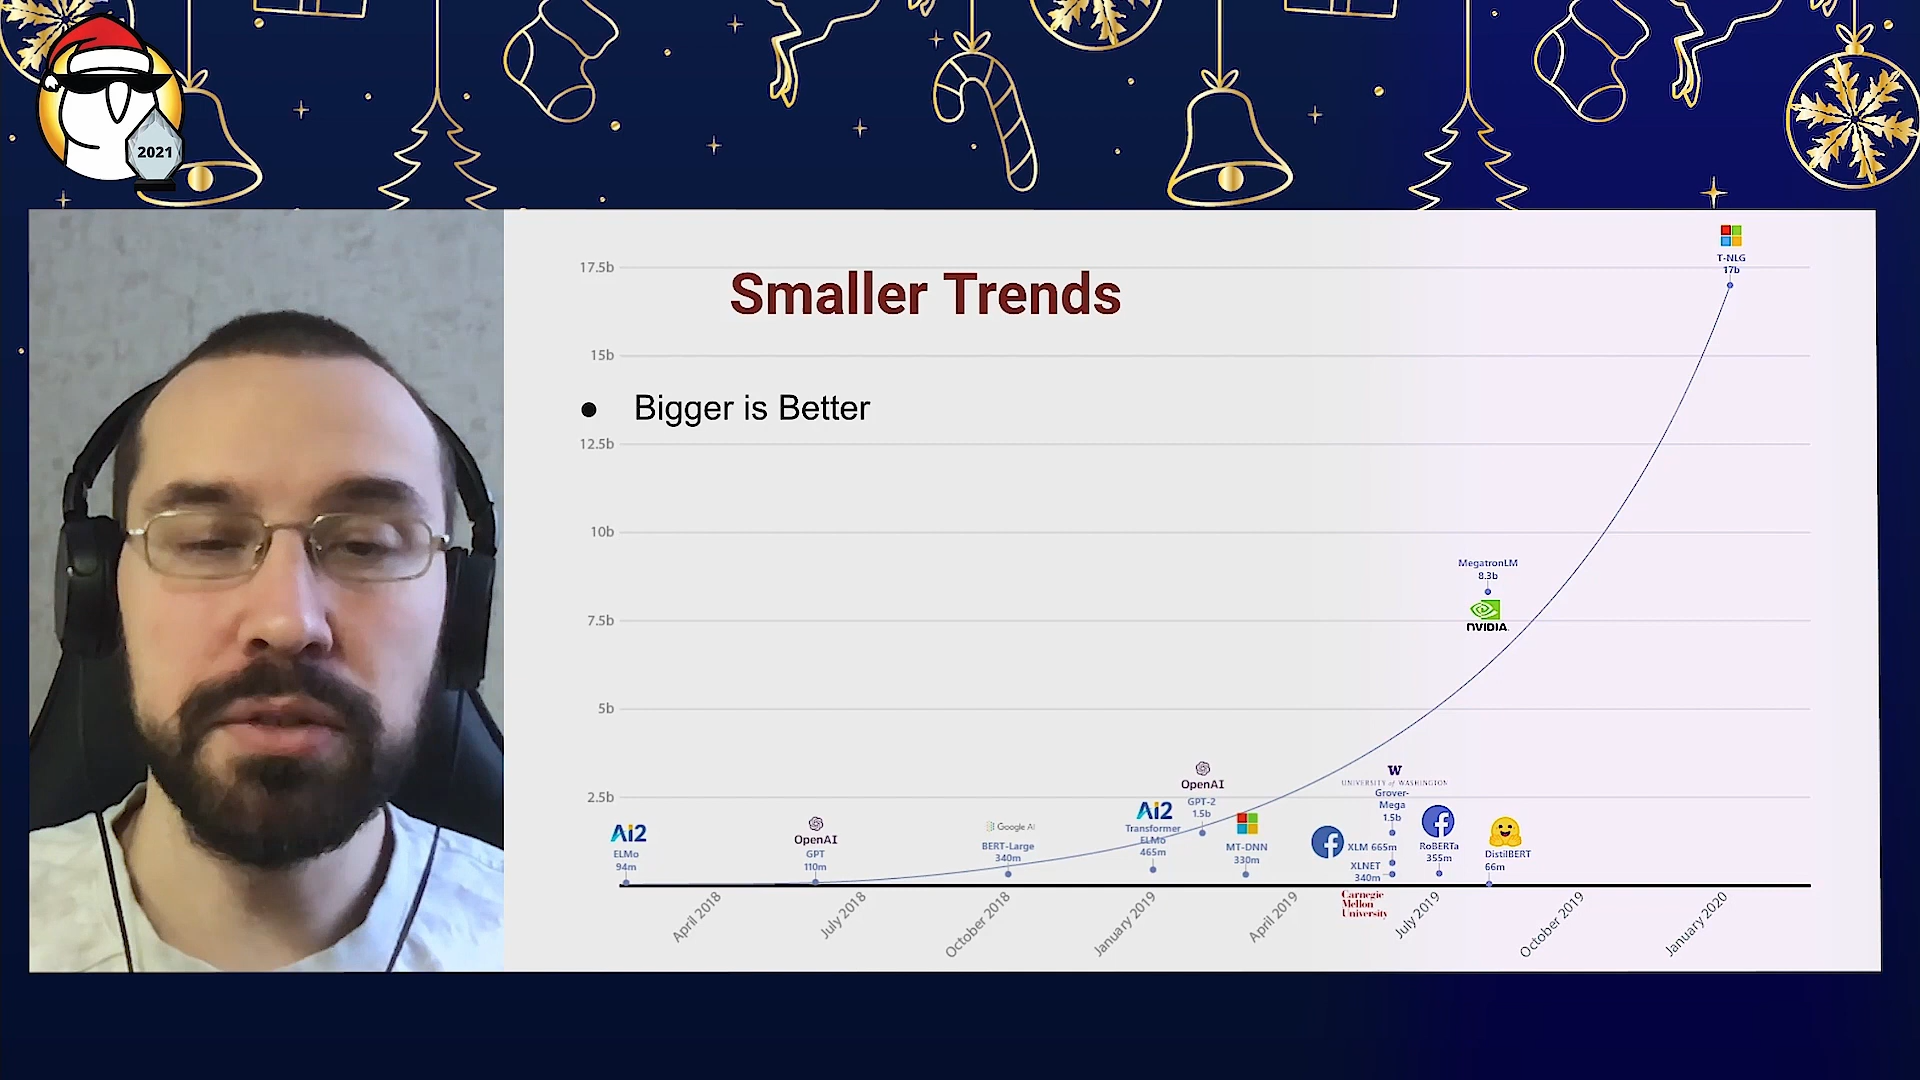 2021
Smaller Trends
Bigger is Better
17.5b
15b
12.5b
10b
7.5b
5b
2.5b
T-NLG
17b
MegatronLM
8.3b
NVIDIA.
Ai2
ELMo
94m
OpenAI
GPT
110m
Google AI
BERT-Large
340m
Ai2
Transformer
ELMo
465m
OpenAI
GPT-2
1.5b
MT-DNN
330m
W
UNIVERSITY of WASHINGTON
Grover-
Mega
1.5b
XLM 665m
XLNET
340m
Carnegie
Mellon
University
RoBERTa
355m
DistilBERT
66m
April 2018
July 2018
October 2018
January 2019
April 2019
July 2019
October 2019
January 2020